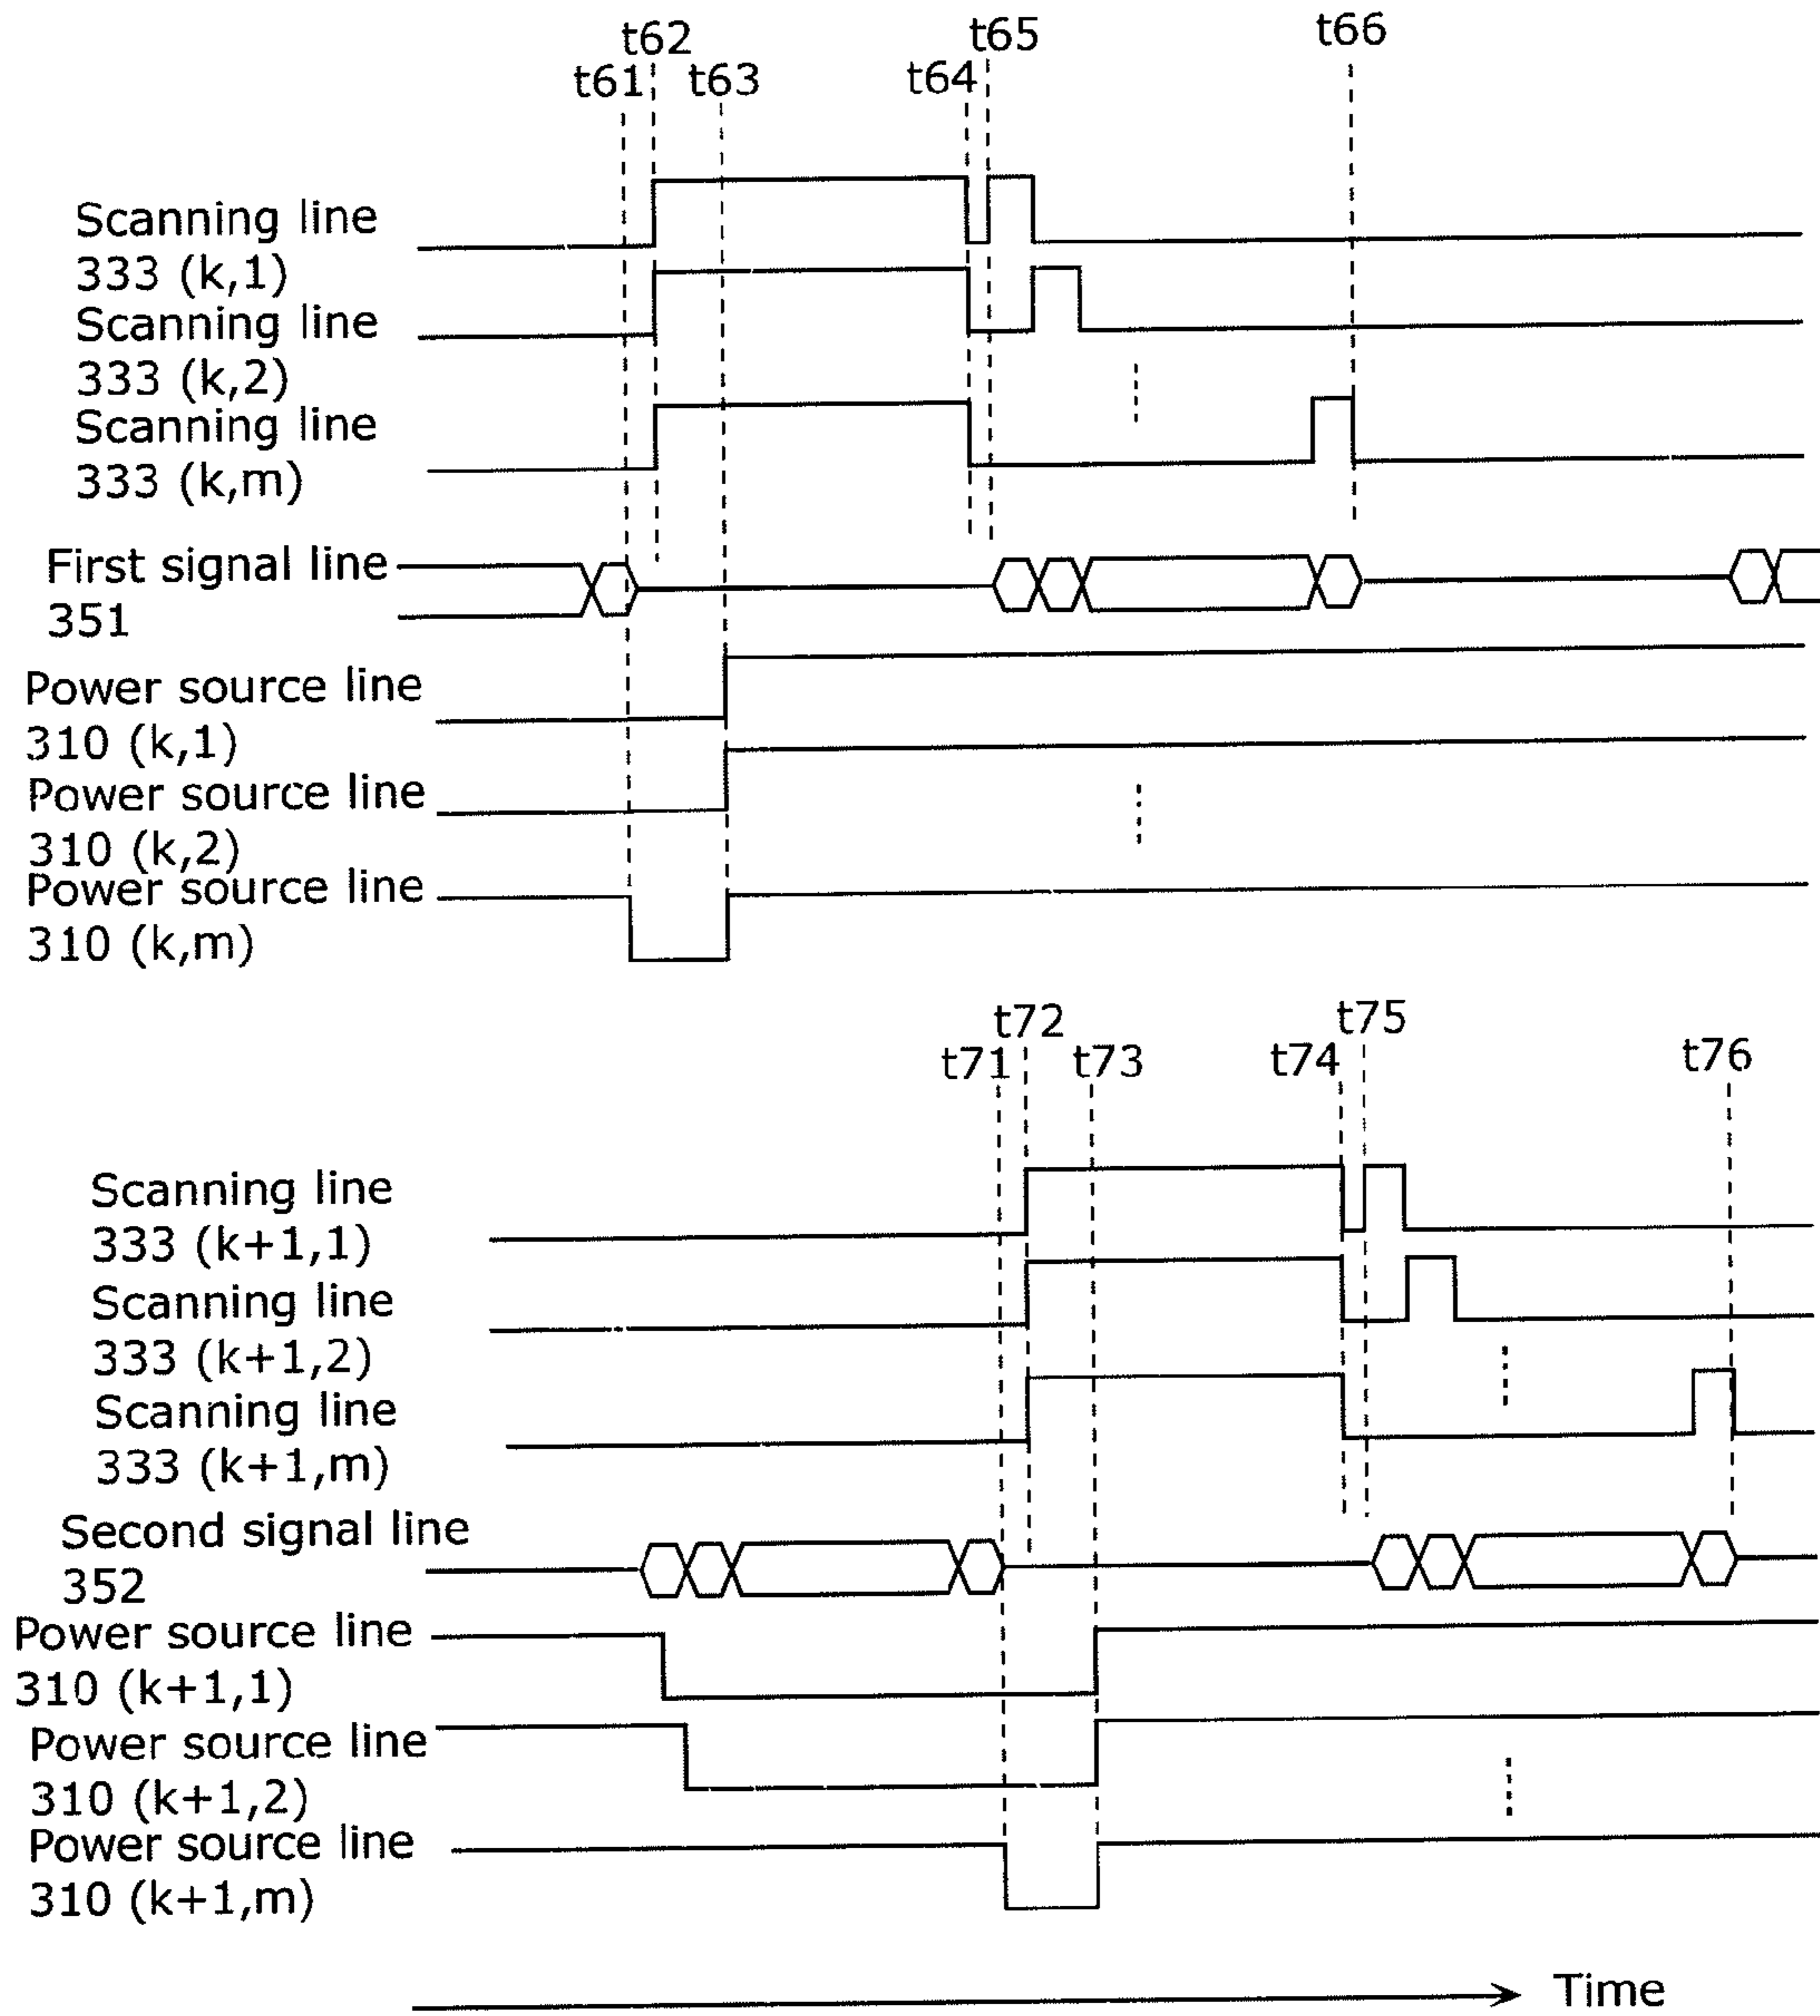 t62
t65
t66
t61
t63
t64
Scanning line
333 (k,1)
Scanning line
333 (k,2)
Scanning line
333 (k,m)
First signal line
351
Power source line
310 (k,1)
Power source line
310 (k,2)
Power source line
310 (k,m)
t72
t75
t71
t73
t74
t76
Scanning line
333 (k+1,1)
Scanning line
333 (k+1,2)
Scanning line
333 (k+1,m)
Second signal line
352
Power source line
310 (k+1,1)
Power source line
310 (k+1,2)
Power source line
310 (k+1,m)
Time